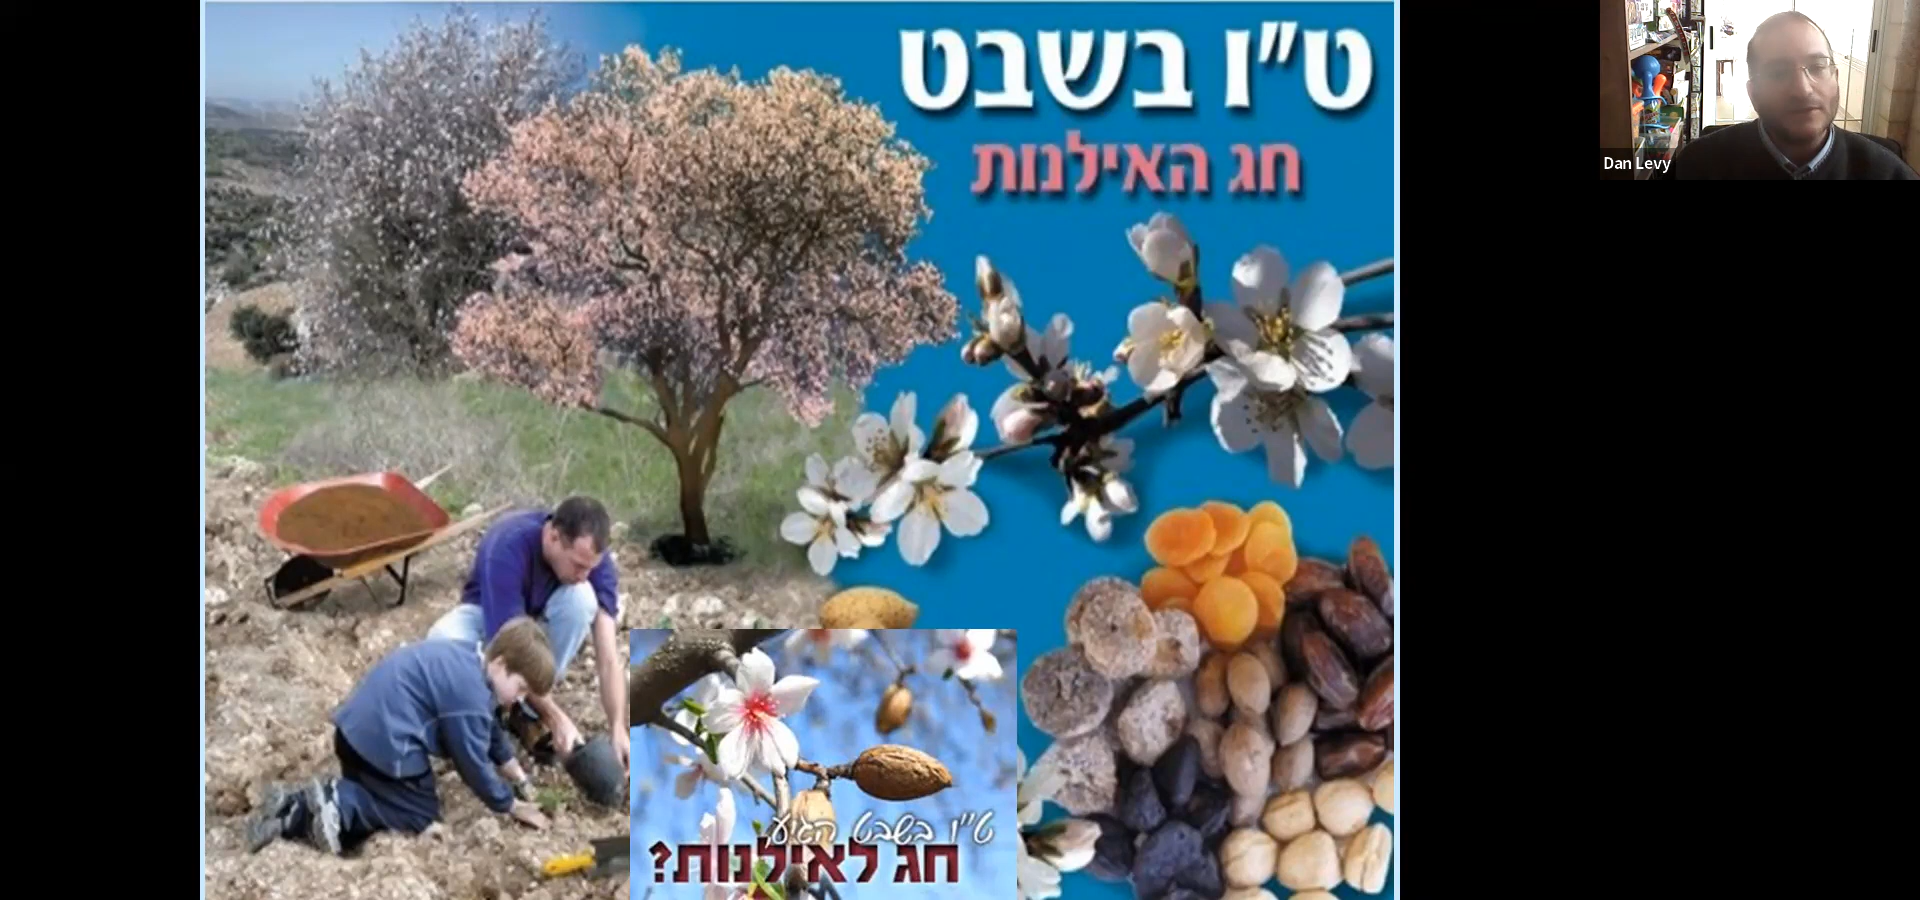 ט"ו בשבט
חג האילנות
Dan Levy
ט"ו בשבט הגיע
חג לאילנות?